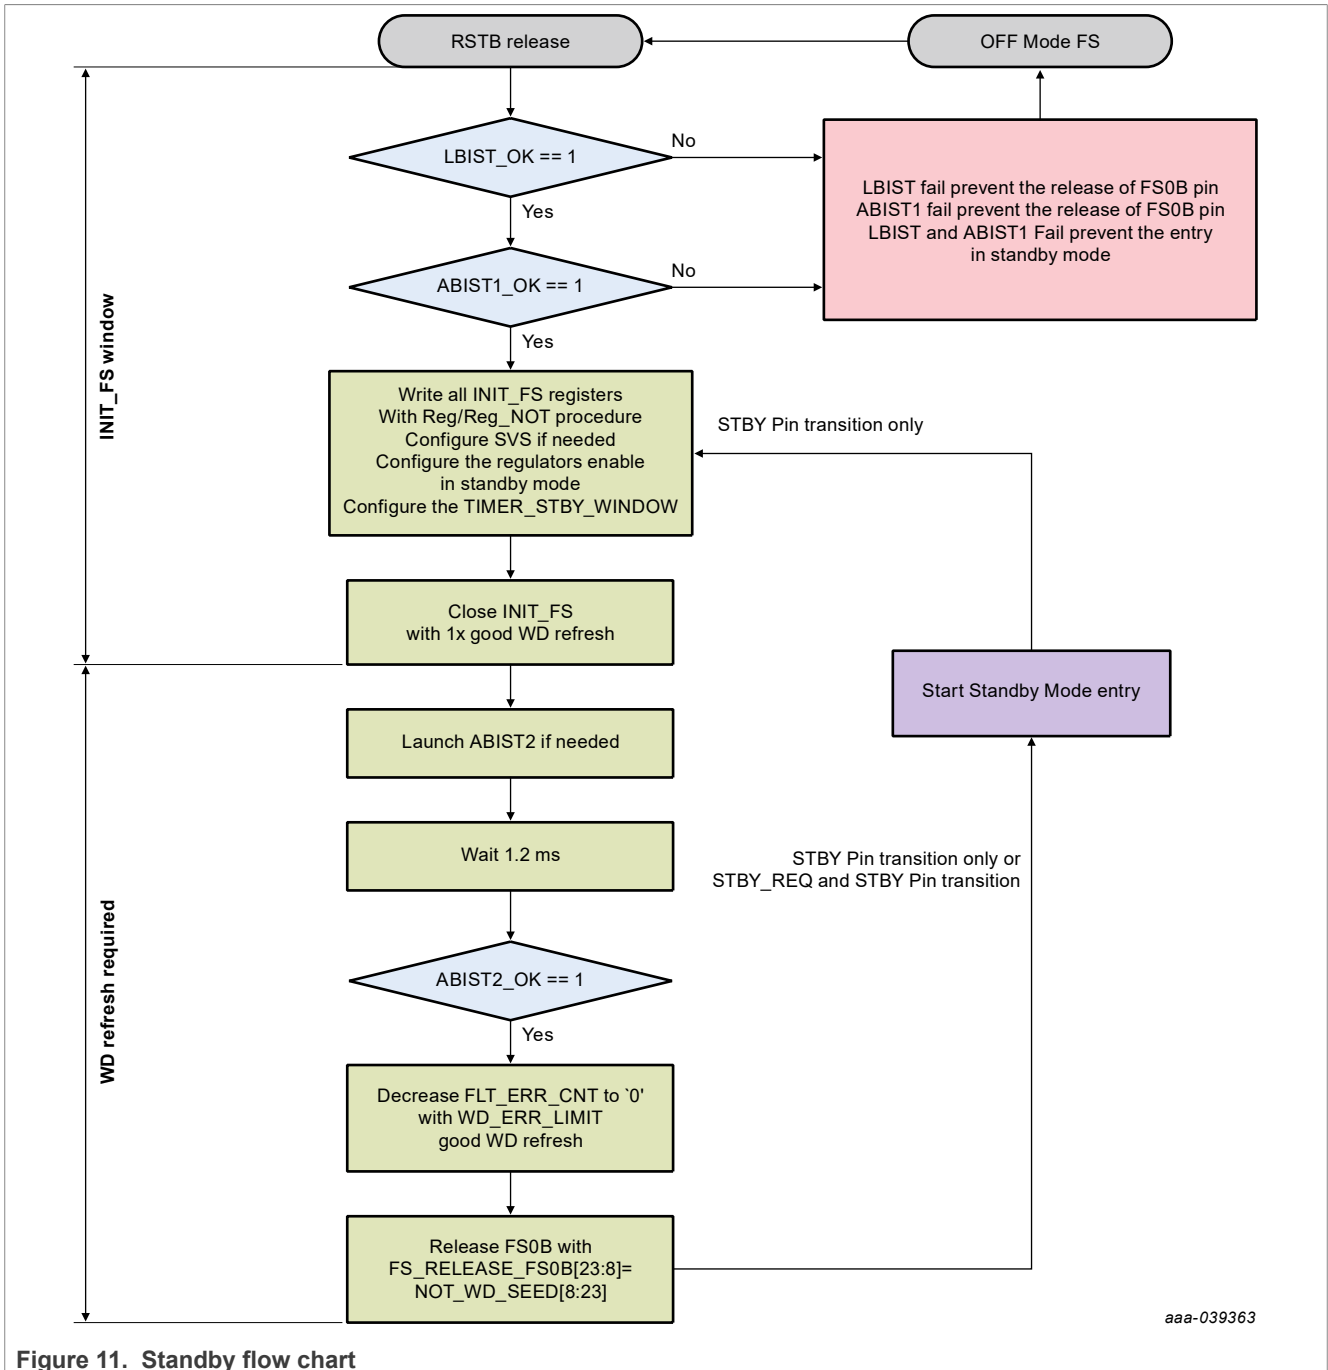 RSTB release
OFF Mode FS
LBIST_OK == 1
No
Yes
LBIST fail prevent the release of FS0B pin
ABIST1 fail prevent the release of FS0B pin
LBIST and ABIST1 Fail prevent the entry
in standby mode
ABIST1_OK == 1
No
Yes
INIT_FS window
Write all INIT_FS registers
With Reg/Reg_NOT procedure
Configure SVS if needed
Configure the regulators enable
in standby mode
Configure the TIMER_STBY_WINDOW
STBY Pin transition only
Close INIT_FS
with 1x good WD refresh
Start Standby Mode entry
Launch ABIST2 if needed
Wait 1.2 ms
STBY Pin transition only or
STBY_REQ and STBY Pin transition
WD refresh required
ABIST2_OK == 1
Yes
Decrease FLT_ERR_CNT to `0'
with WD_ERR_LIMIT
good WD refresh
Release FS0B with
FS_RELEASE_FS0B[23:8]=
NOT_WD_SEED[8:23]
aaa-039363
Figure 11. Standby flow chart